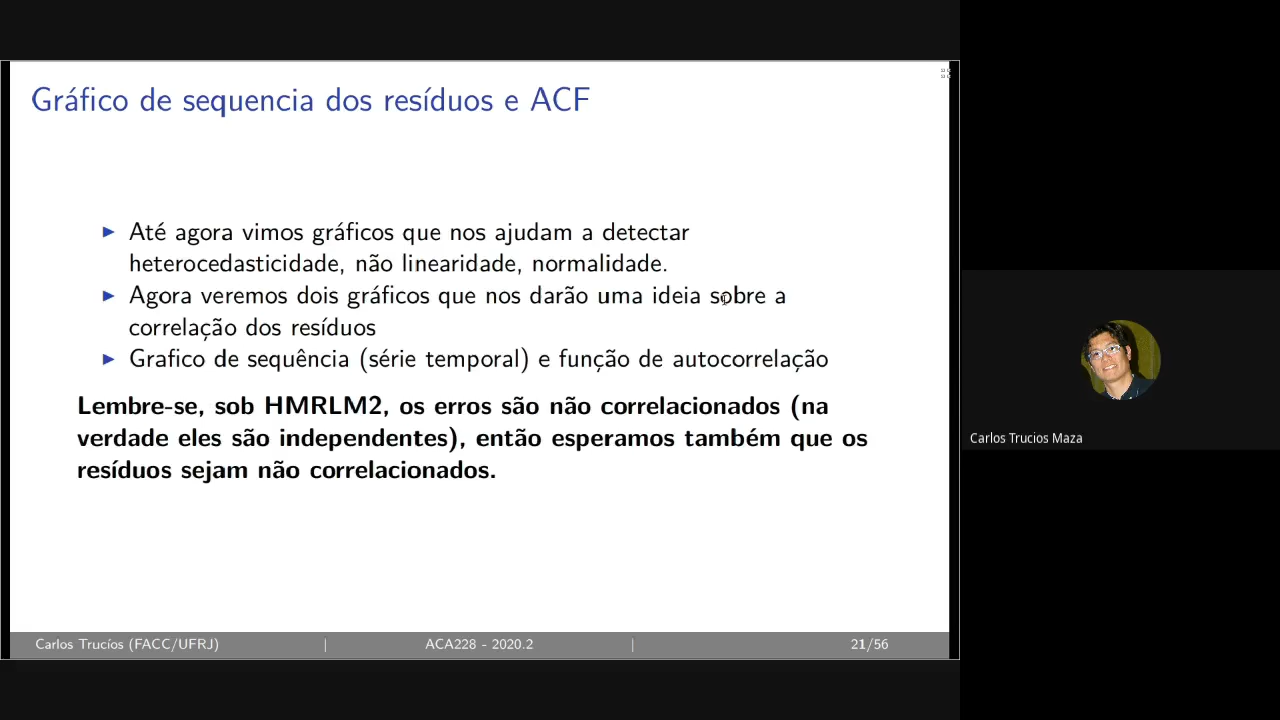 Gráfico de sequencia dos resíduos e ACF
Até agora vimos gráficos que nos ajudam a detectar
heterocedasticidade, não linearidade, normalidade.
Agora veremos dois gráficos que nos darão uma ideia sobre a
correlação dos resíduos
Grafico de sequência (série temporal) e função de autocorrelação
Lembre-se, sob HMRLM2, os erros são não correlacionados (na
verdade eles são independentes), então esperamos também que os
resíduos sejam não correlacionados.
Carlos Trucíos (FACC/UFRJ) | ACA228 - 2020.2 | 21/56
Carlos Trucios Maza